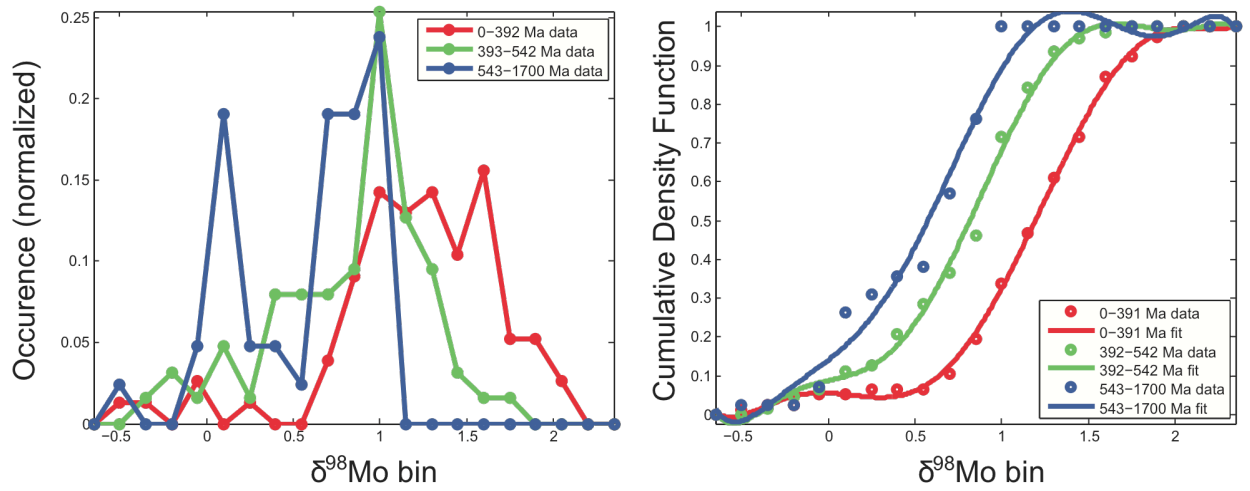 Occurence (normalized)
0.25
0.2
0.15
0.1
0.05
0
−0.5
0
0.5
1
1.5
2
δ⁹⁸Mo bin
0−392 Ma data
393−542 Ma data
543−1700 Ma data
Cumulative Density Function
1
0.9
0.8
0.7
0.6
0.5
0.4
0.3
0.2
0.1
0
−0.5
0
0.5
1
1.5
2
δ⁹⁸Mo bin
0−391 Ma data
0−391 Ma fit
392−542 Ma data
392−542 Ma fit
543−1700 Ma data
543−1700 Ma fit